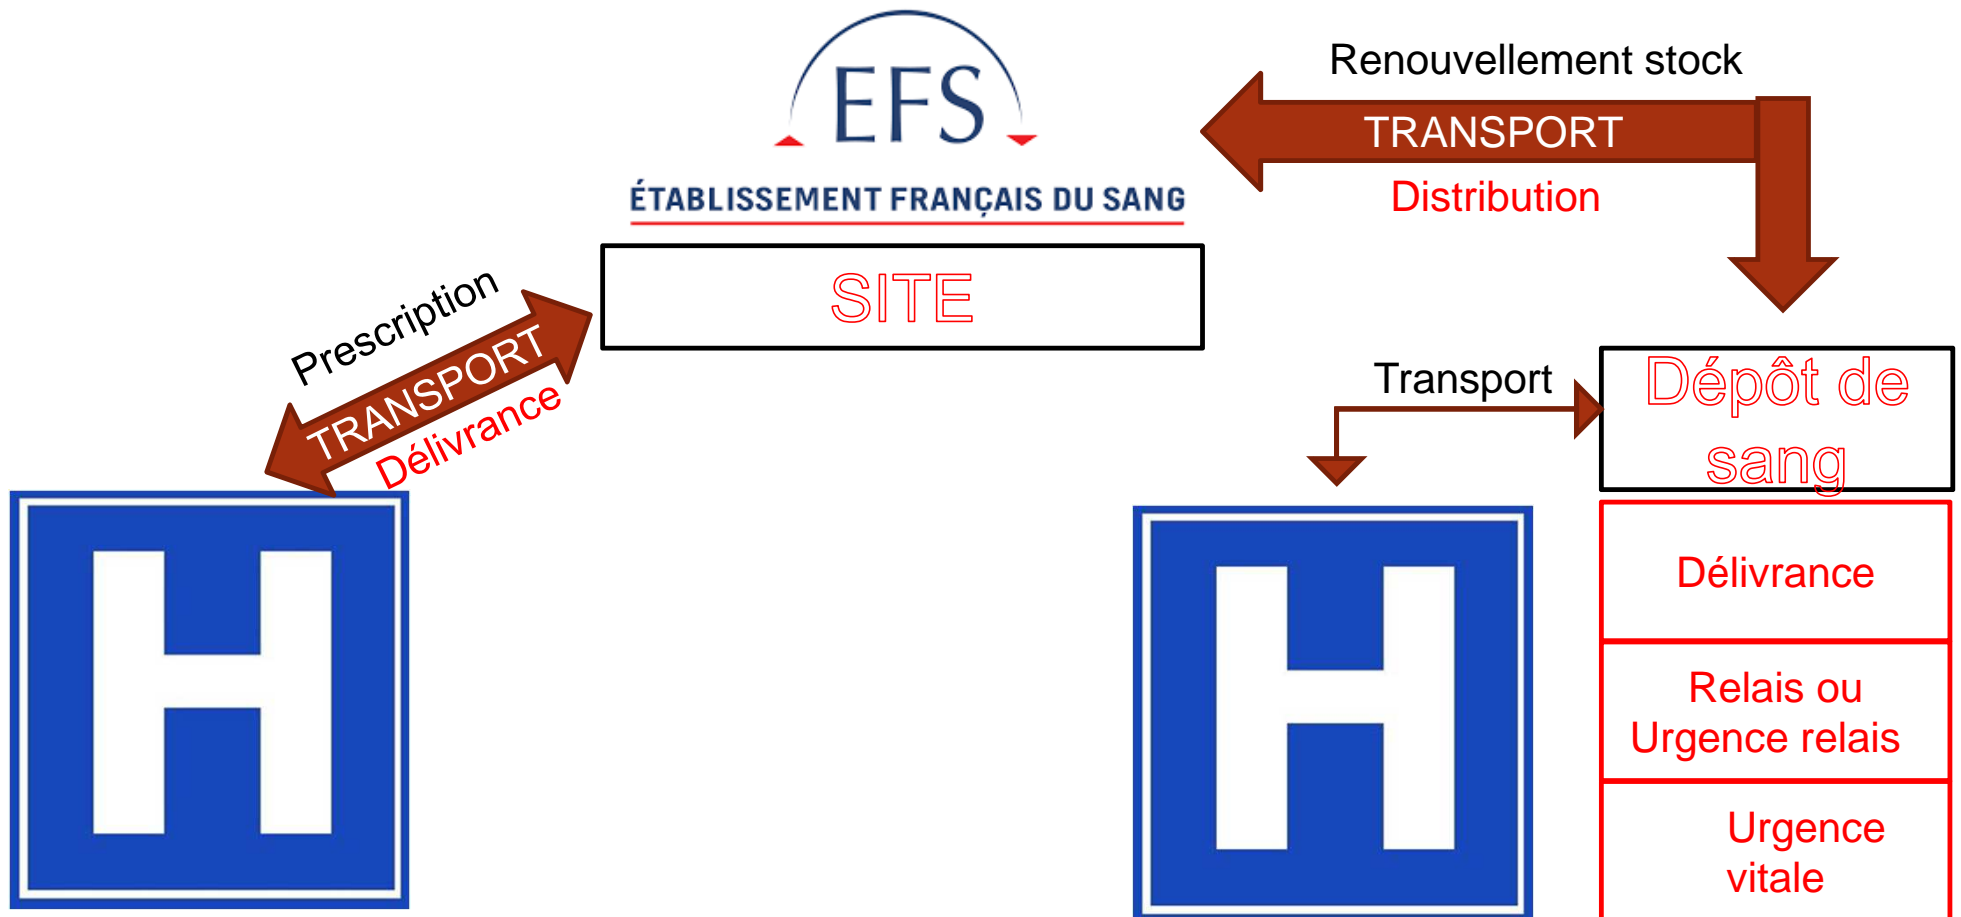 EFS
ÉTABLISSEMENT FRANÇAIS DU SANG
SITE
Renouvellement stock
TRANSPORT
Distribution
Prescription
TRANSPORT
Délivrance
H
Transport
H
Dépôt de
sang
Délivrance
Relais ou
Urgence relais
Urgence
vitale